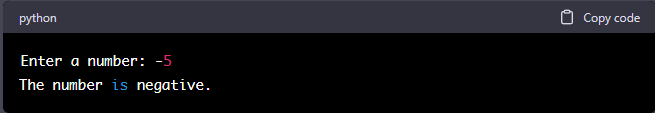 python Copy code
Enter a number: -5
The number is negative.